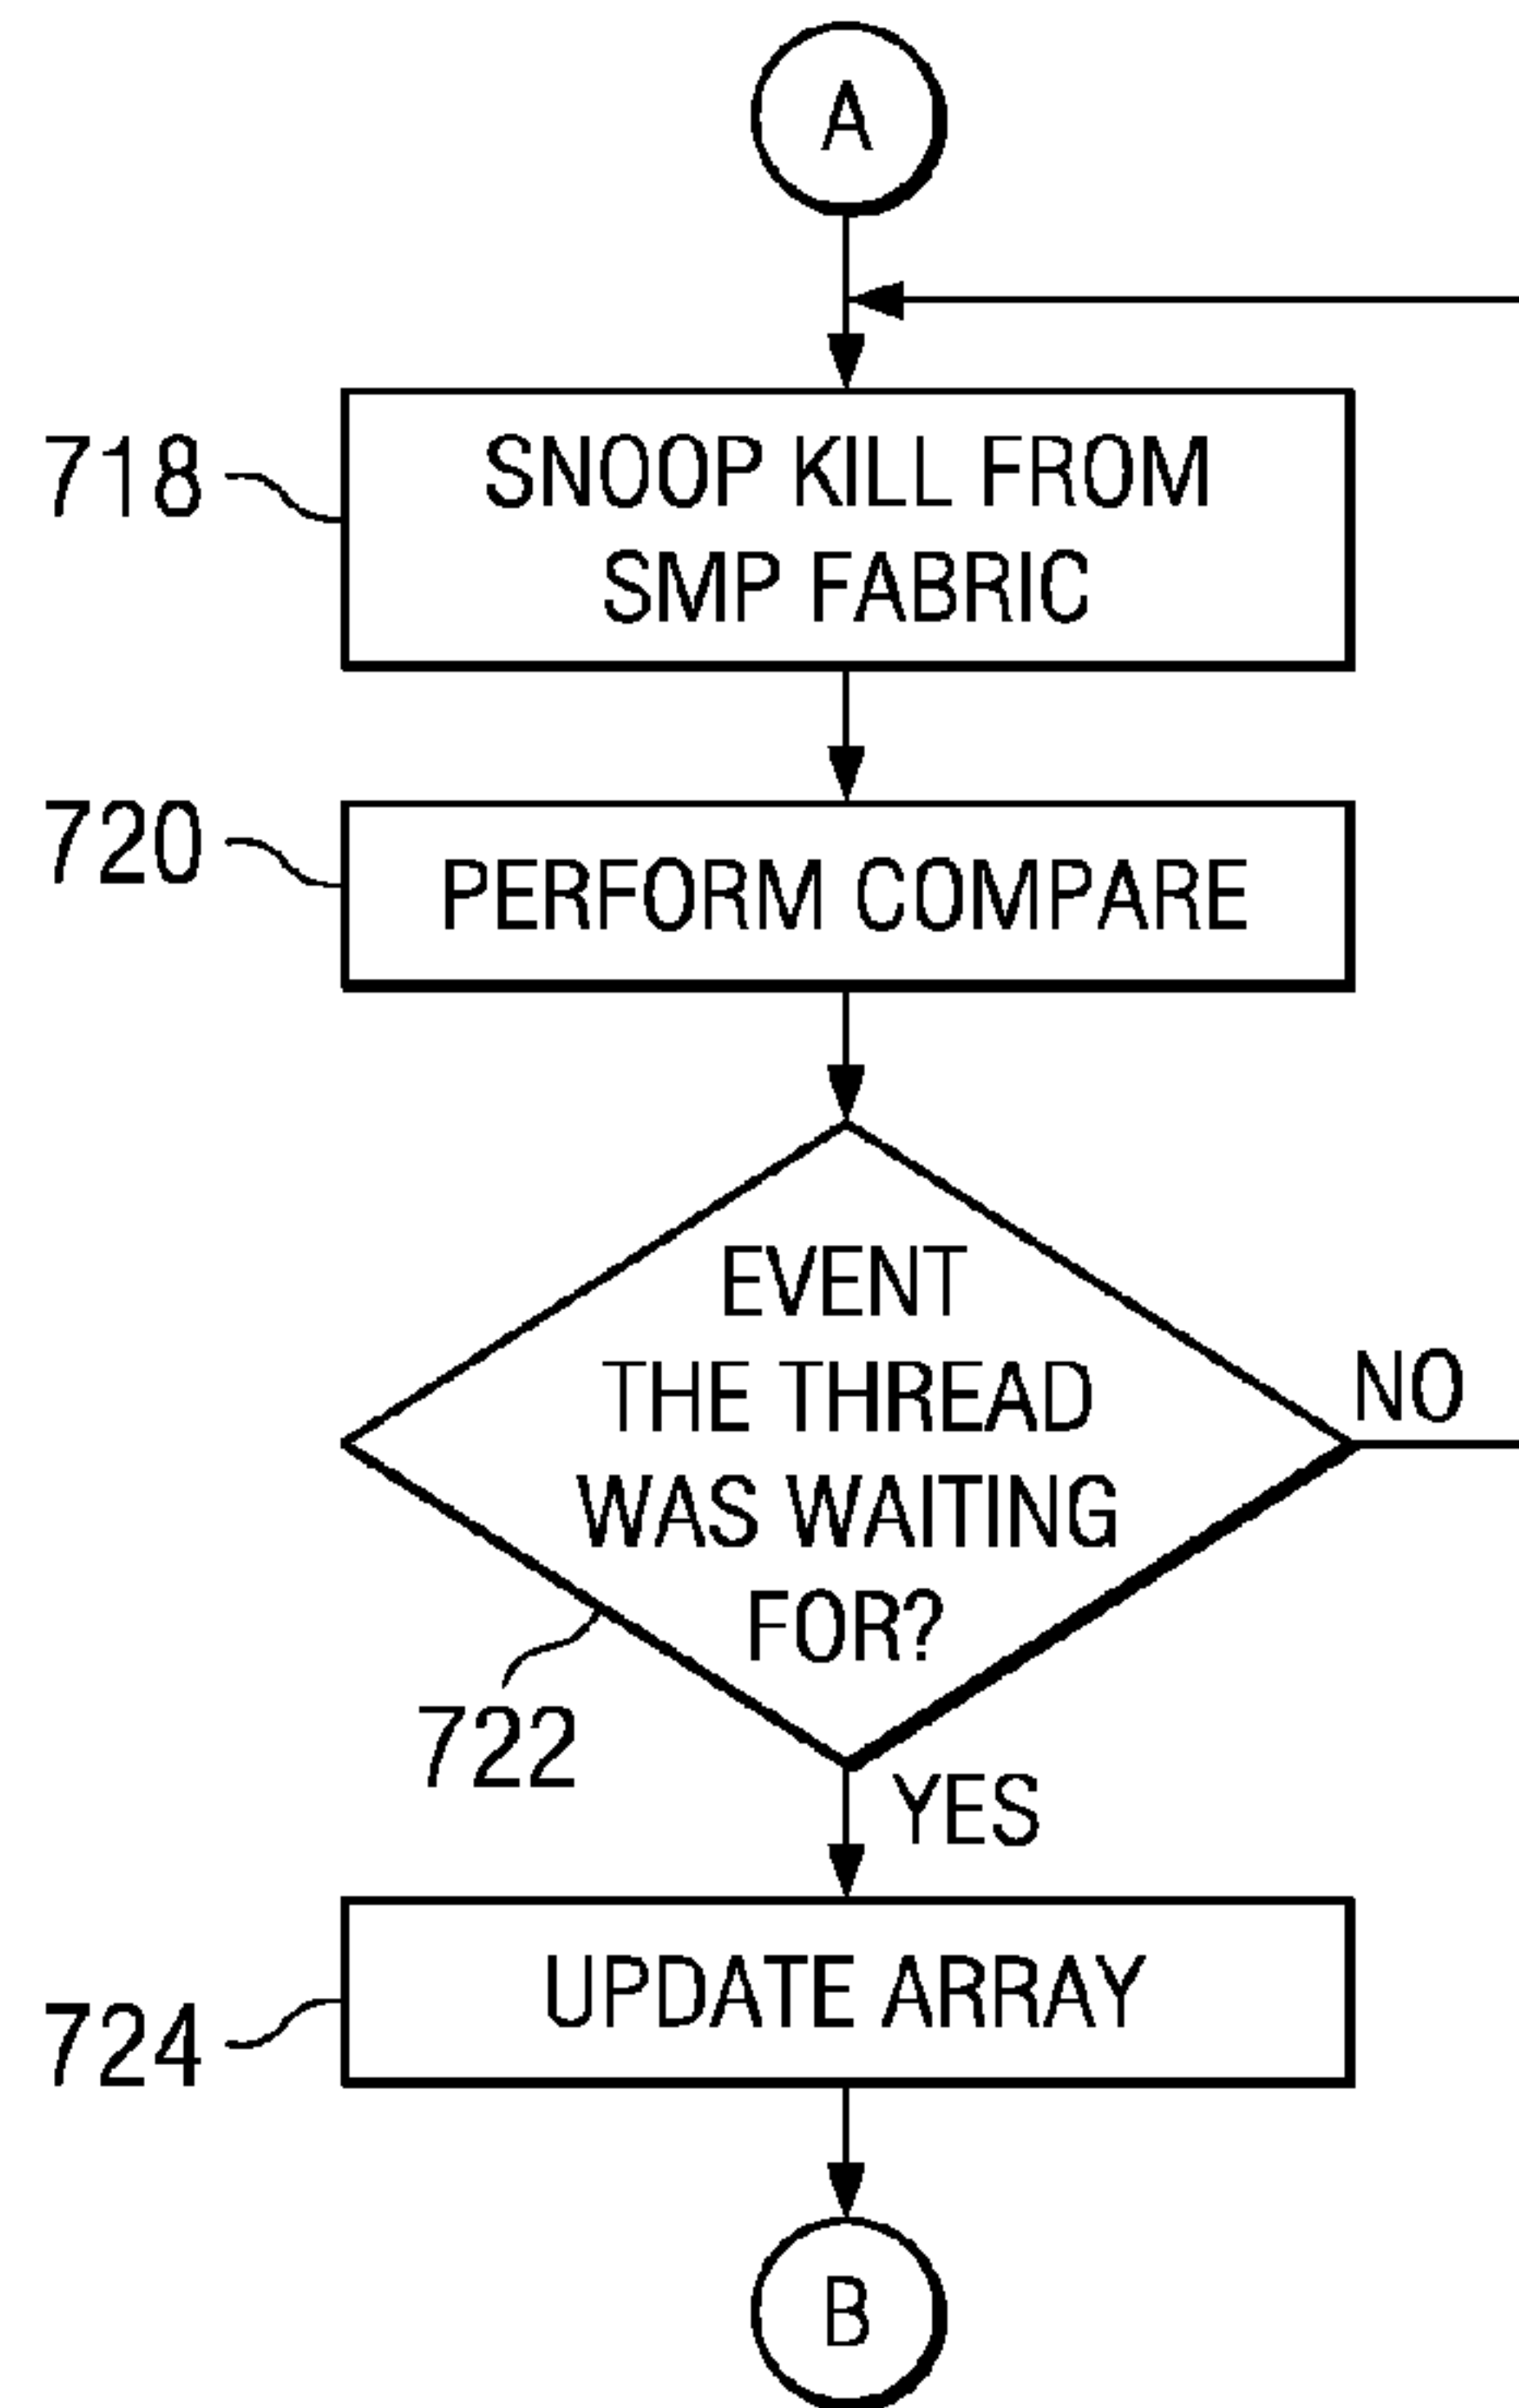 A
718
SNOOP KILL FROM
SMP FABRIC
720
PERFORM COMPARE
EVENT
THE THREAD
WAS WAITING
FOR?
NO
722
YES
724
UPDATE ARRAY
B